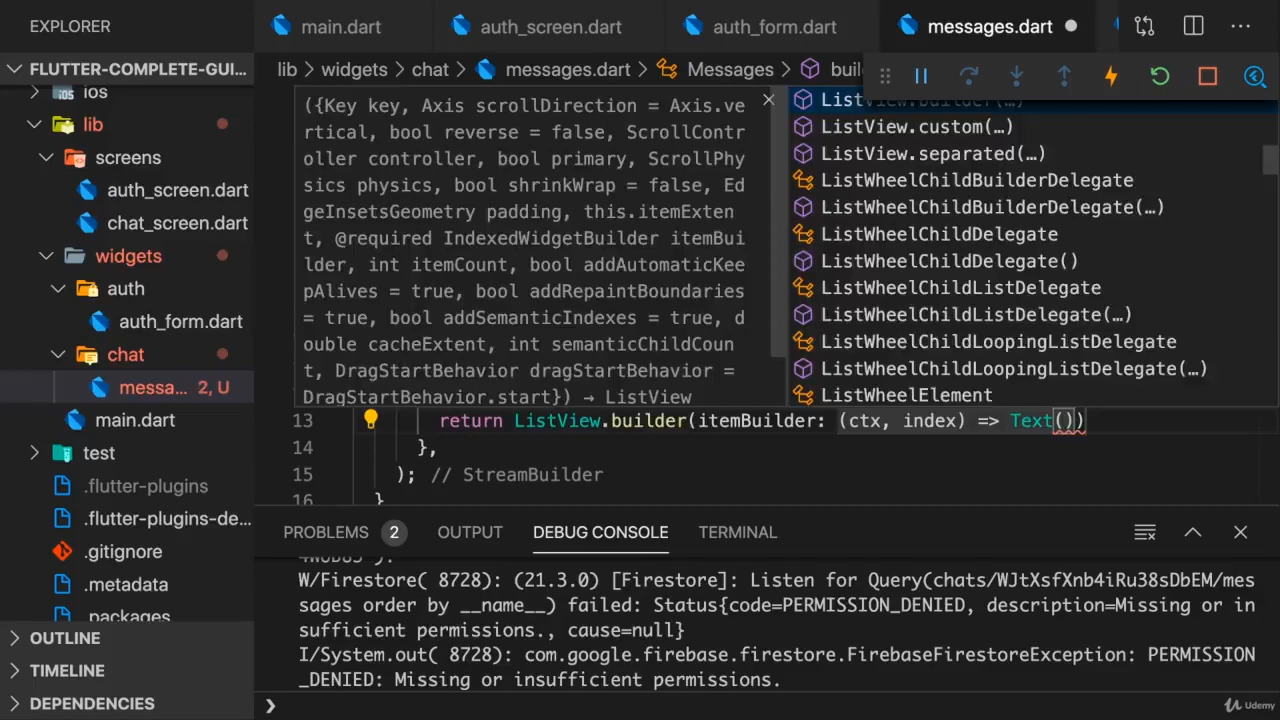 EXPLORER
main.dart
auth_screen.dart
auth_form.dart
messages.dart
FLUTTER-COMPLETE-GUI...
lib > widgets > chat > messages.dart > Messages >
ios
lib
screens
auth_screen.dart
chat_screen.dart
widgets
auth
auth_form.dart
chat
messa... 2, U
main.dart
test
.flutter-plugins
.flutter-plugins-de...
.gitignore
.metadata
.packages
OUTLINE
TIMELINE
DEPENDENCIES
({Key key, Axis scrollDirection = Axis.ve
rtical, bool reverse = false, ScrollContr
oller controller, bool primary, ScrollPhy
sics physics, bool shrinkWrap = false, Ed
geInsetsGeometry padding, this.itemExten
t, @required IndexedWidgetBuilder itemBui
lder, int itemCount, bool addAutomaticKee
pAlives = true, bool addRepaintBoundaries
= true, bool addSemanticIndexes = true, d
ouble cacheExtent, int semanticChildCoun
t, DragStartBehavior dragStartBehavior =
DragStartBehavior.start}) → ListView
ListView.builder(…)
ListView.custom(…)
ListView.separated(…)
ListWheelChildBuilderDelegate
ListWheelChildBuilderDelegate(…)
ListWheelChildDelegate
ListWheelChildDelegate()
ListWheelChildListDelegate
ListWheelChildListDelegate(…)
ListWheelChildLoopingListDelegate
ListWheelChildLoopingListDelegate(…)
ListWheelElement
13 return ListView.builder(itemBuilder: (ctx, index) => Text())
14 },
15 ); // StreamBuilder
16 }
PROBLEMS 2 OUTPUT DEBUG CONSOLE TERMINAL
W/Firestore( 8728): (21.3.0) [Firestore]: Listen for Query(chats/WJtXsfXnb4iRu38sDbEM/mes
sages order by __name__) failed: Status{code=PERMISSION_DENIED, description=Missing or in
sufficient permissions., cause=null}
I/System.out( 8728): com.google.firebase.firestore.FirebaseFirestoreException: PERMISSION
_DENIED: Missing or insufficient permissions.
Udemy